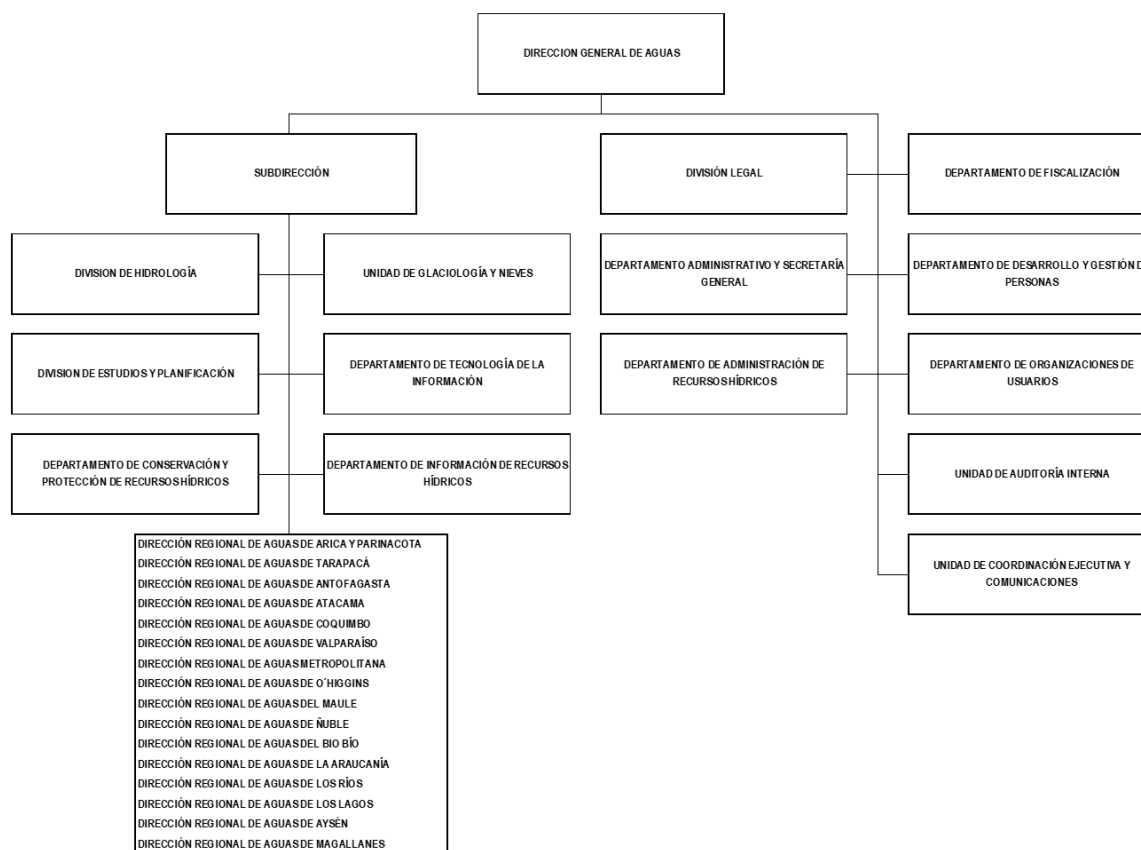 DIRECCION GENERAL DE AGUAS
SUBDIRECCIÓN
DIVISIÓN LEGAL
DEPARTAMENTO DE FISCALIZACIÓN
DIVISION DE HIDROLOGÍA
UNIDAD DE GLACIOLOGÍA Y NIEVES
DEPARTAMENTO ADMINISTRATIVO Y SECRETARÍA
GENERAL
DEPARTAMENTO DE DESARROLLO Y GESTIÓN D
PERSONAS
DIVISION DE ESTUDIOS Y PLANIFICACIÓN
DEPARTAMENTO DE TECNOLOGÍA DE LA
INFORMACIÓN
DEPARTAMENTO DE ADMINISTRACIÓN DE
RECURSOS HÍDRICOS
DEPARTAMENTO DE ORGANIZACIONES DE
USUARIOS
DEPARTAMENTO DE CONSERVACIÓN Y
PROTECCIÓN DE RECURSOS HÍDRICOS
DEPARTAMENTO DE INFORMACIÓN DE RECURSOS
HÍDRICOS
UNIDAD DE AUDITORÍA INTERNA
UNIDAD DE COORDINACIÓN EJECUTIVA Y
COMUNICACIONES
DIRECCIÓN REGIONAL DE AGUAS DE ARICA Y PARINACOTA
DIRECCIÓN REGIONAL DE AGUAS DE TARAPACÁ
DIRECCIÓN REGIONAL DE AGUAS DE ANTOFAGASTA
DIRECCIÓN REGIONAL DE AGUAS DE ATACAMA
DIRECCIÓN REGIONAL DE AGUAS DE COQUIMBO
DIRECCIÓN REGIONAL DE AGUAS DE VALPARAÍSO
DIRECCIÓN REGIONAL DE AGUAS METROPOLITANA
DIRECCIÓN REGIONAL DE AGUAS DE O´HIGGINS
DIRECCIÓN REGIONAL DE AGUAS DEL MAULE
DIRECCIÓN REGIONAL DE AGUAS DE ÑUBLE
DIRECCIÓN REGIONAL DE AGUAS DEL BIO BÍO
DIRECCIÓN REGIONAL DE AGUAS DE LA ARAUCANÍA
DIRECCIÓN REGIONAL DE AGUAS DE LOS RÍOS
DIRECCIÓN REGIONAL DE AGUAS DE LOS LAGOS
DIRECCIÓN REGIONAL DE AGUAS DE AYSÉN
DIRECCIÓN REGIONAL DE AGUAS DE MAGALLANES